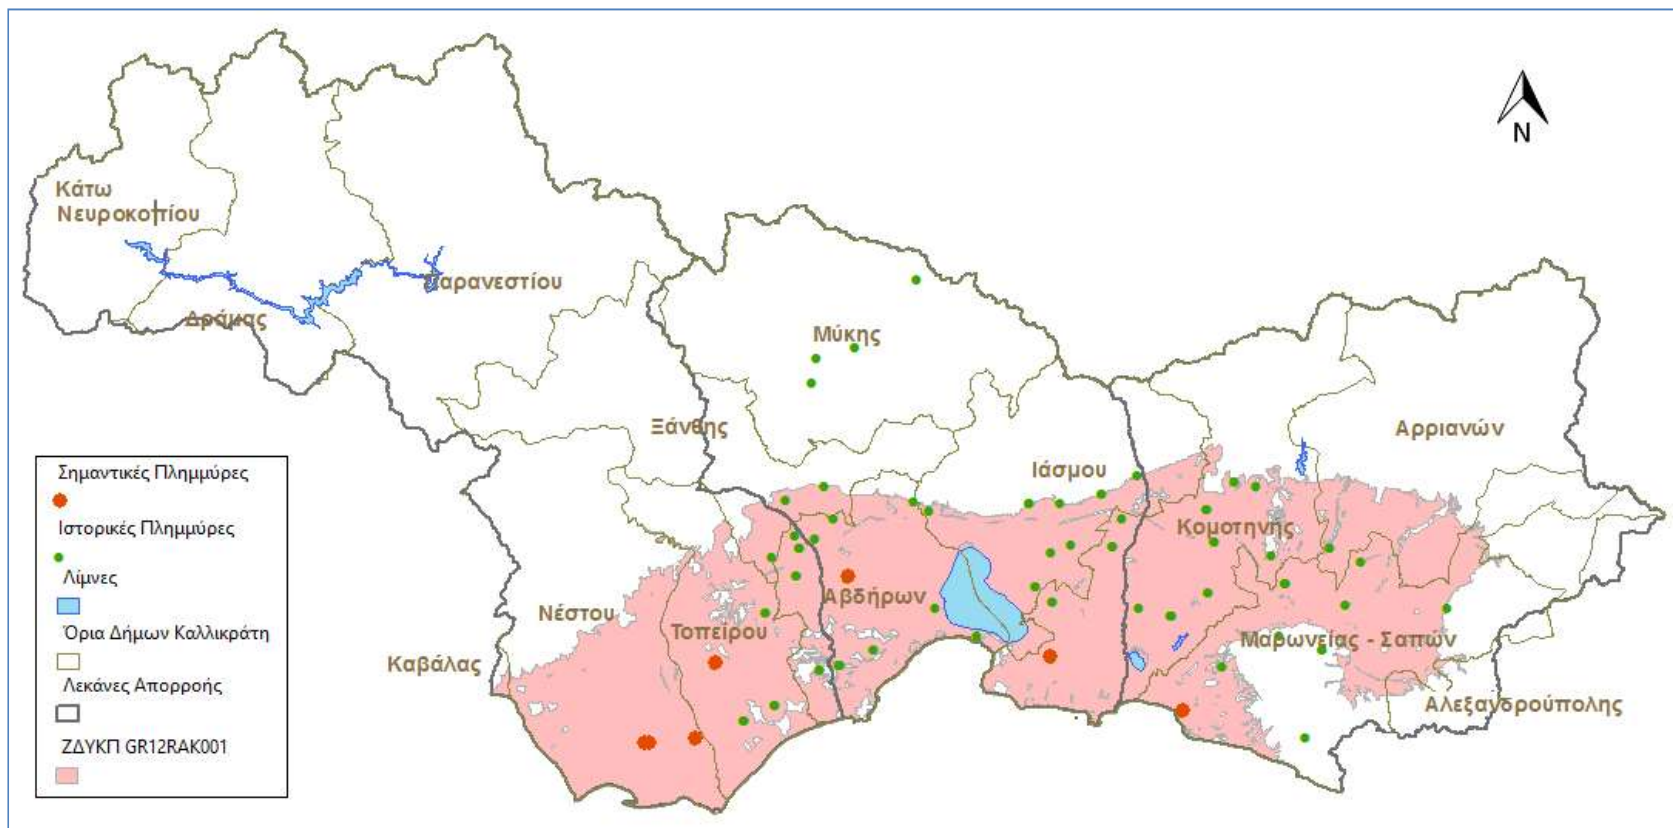 N
Κάτω
Νευροκοπίου
Παρανεστίου
Δράμας
Μύκης
Ξάνθης
Αρριανών
Ιάσμου
Κομοτηνής
Νέστου
Αβδήρων
Τοπείρου
Μαρωνείας - Σαπών
Καβάλας
Αλεξανδρούπολης
Σημαντικές Πλημμύρες
Ιστορικές Πλημμύρες
Λίμνες
Όρια Δήμων Καλλικράτη
Λεκάνες Απορροής
ΖΔΥΚΠ GR12RAK001